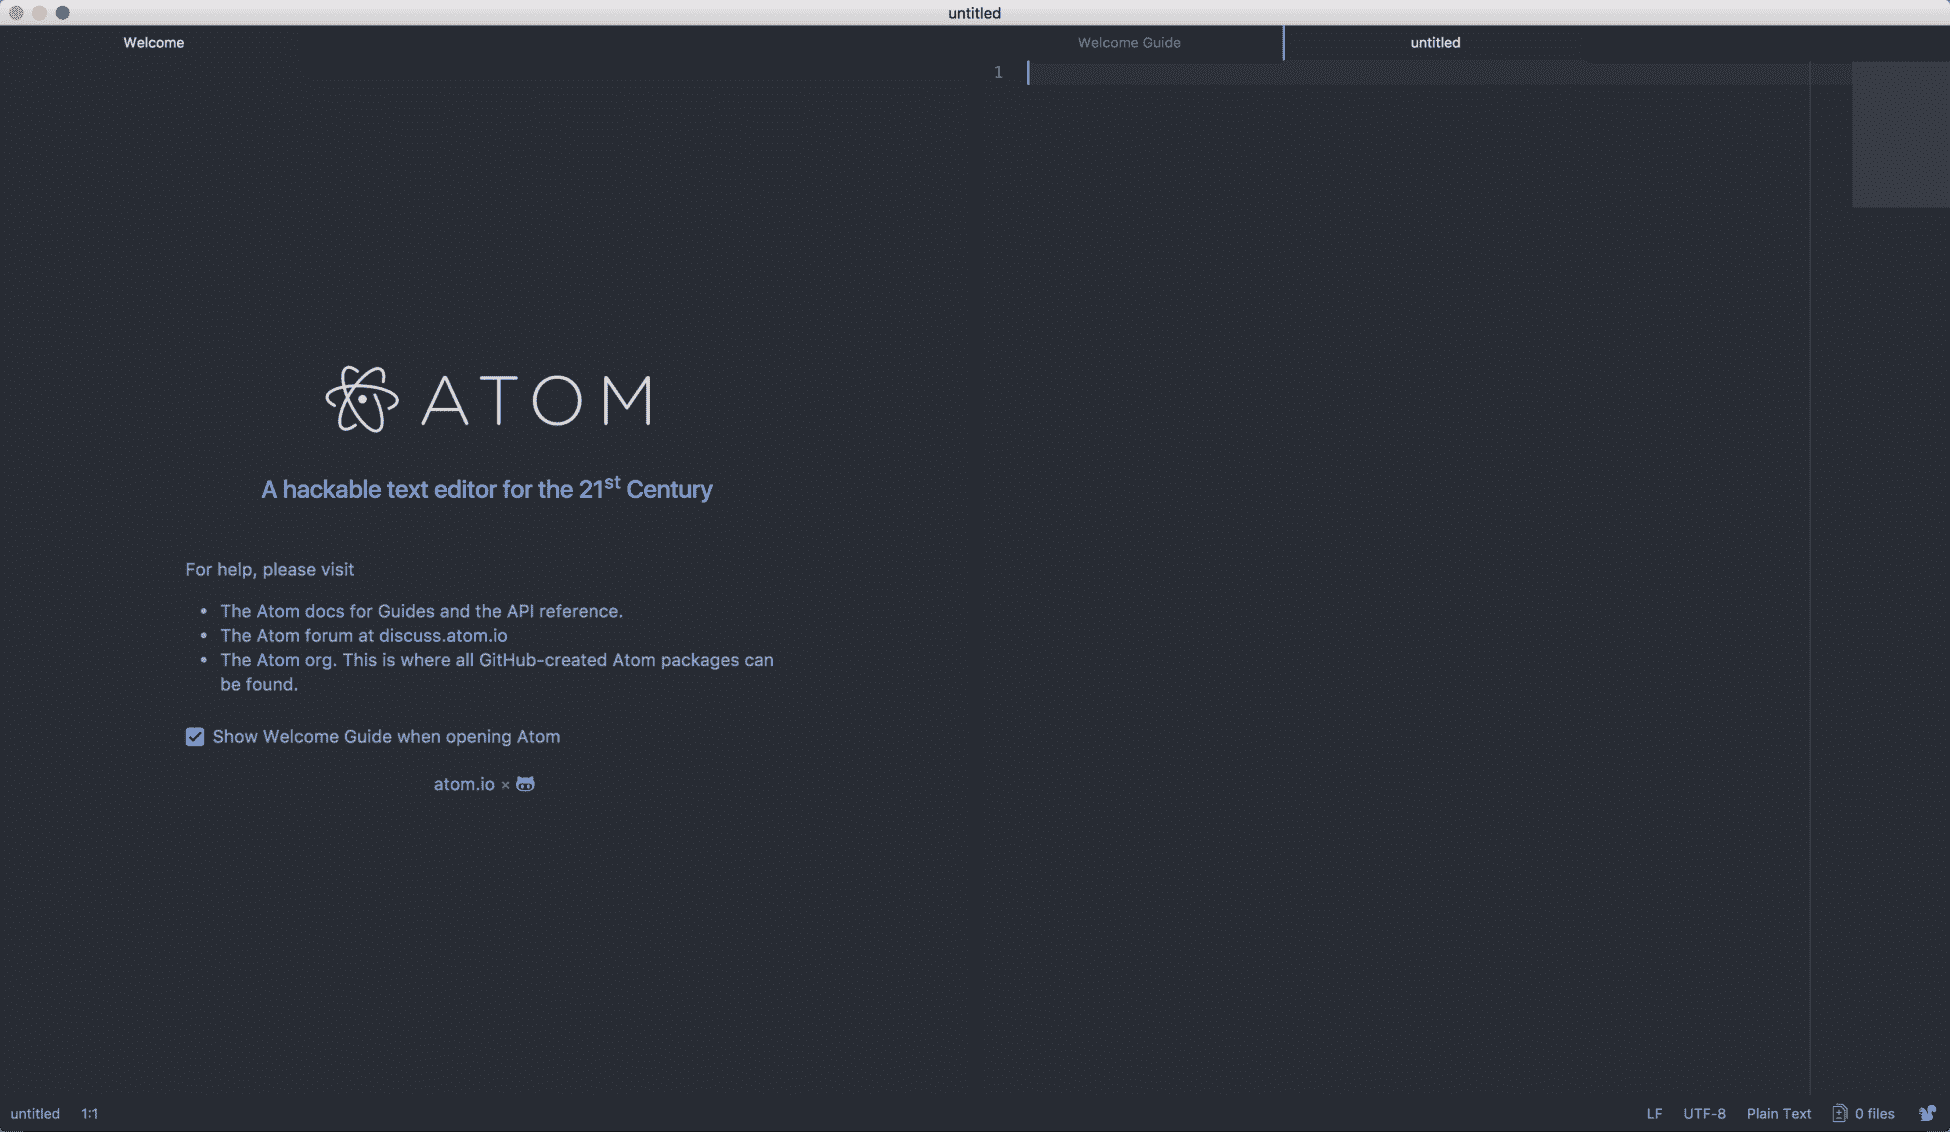 untitled
Welcome
Welcome Guide
untitled
1
ATOM
A hackable text editor for the 21st Century
For help, please visit
• The Atom docs for Guides and the API reference.
• The Atom forum at discuss.atom.io
• The Atom org. This is where all GitHub-created Atom packages can
be found.
Show Welcome Guide when opening Atom
atom.io ×
untitled 1:1
LF UTF-8 Plain Text 0 files